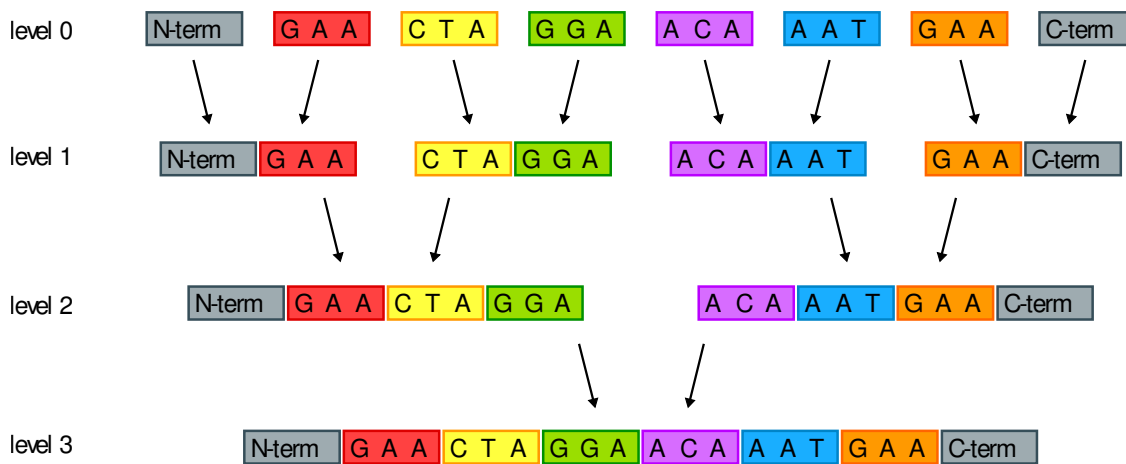 level 0 N-term G A A C T A G G A A C A A A T G A A C-term
level 1 N-term G A A C T A G G A A C A A A T G A A C-term
level 2 N-term G A A C T A G G A A C A A A T G A A C-term
level 3 N-term G A A C T A G G A A C A A A T G A A C-term